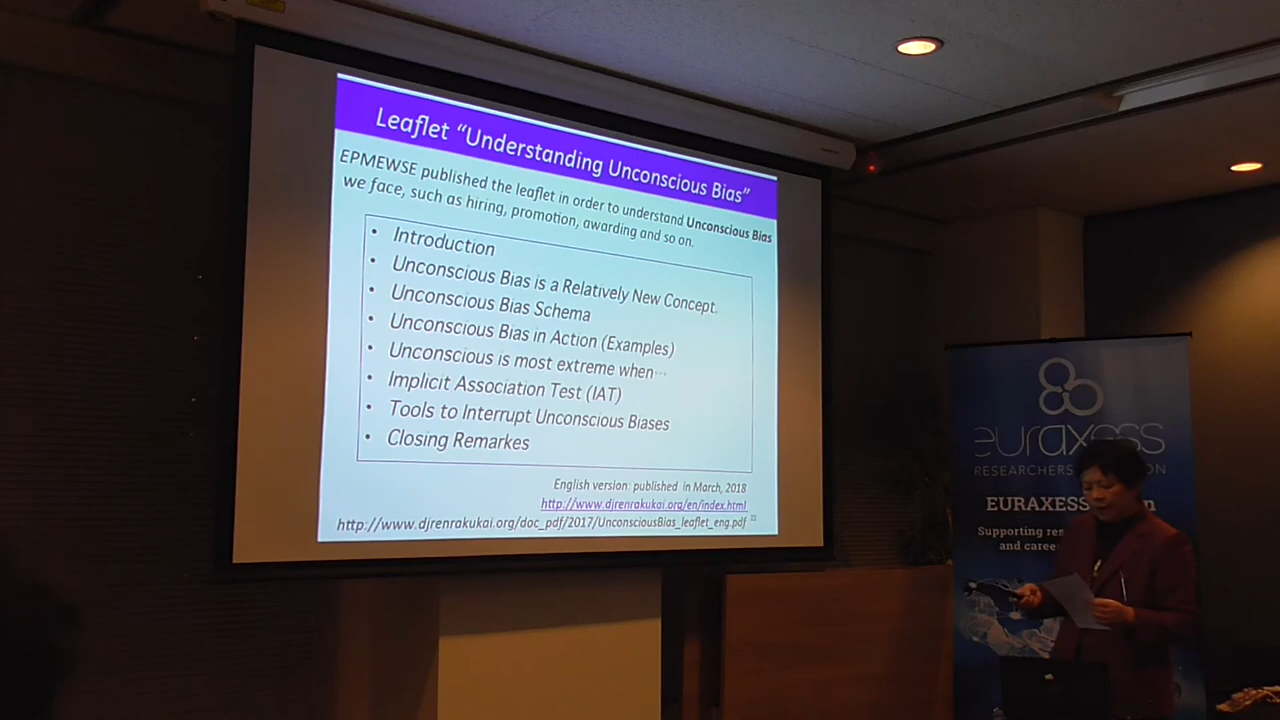 Leaflet “Understanding Unconscious Bias”
EPMEWSE published the leaflet in order to understand Unconscious Bias
we face, such as hiring, promotion, awarding and so on.
• Introduction
• Unconscious Bias is a Relatively New Concept.
• Unconscious Bias Schema
• Unconscious Bias in Action (Examples)
• Unconscious is most extreme when…
• Implicit Association Test (IAT)
• Tools to Interrupt Unconscious Biases
• Closing Remarkes
English version: published in March, 2018
http://www.djrenrakukai.org/en/index.html
http://www.djrenrakukai.org/doc_pdf/2017/UnconsciousBias_leaflet_eng.pdf
euraxess
RESEARCHERS
EURAXESS
Supporting
and